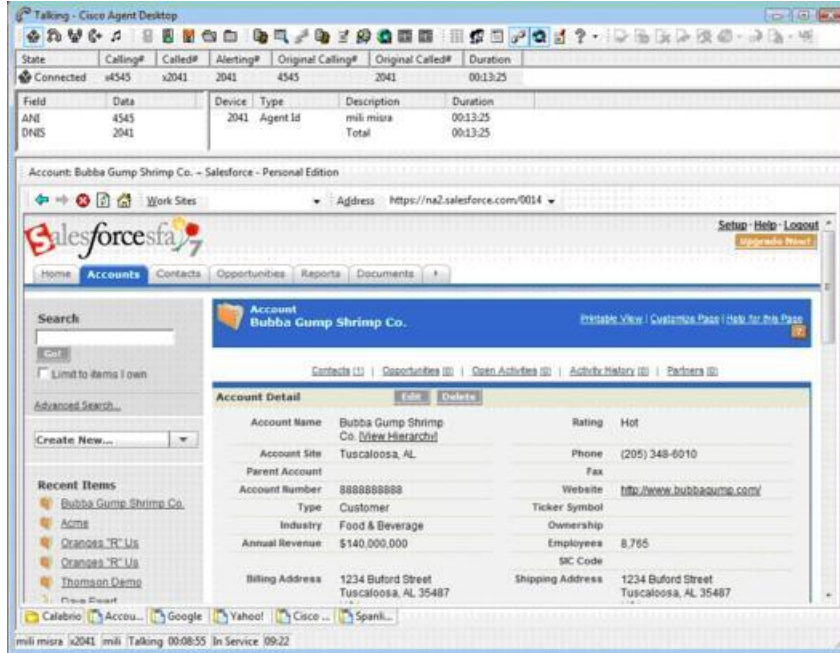 Talking - Cisco Agent Desktop
State Calling# Called# Alerting# Original Calling# Original Called# Duration
Connected x4545 x2041 2041 4545 2041 00:13:25
Field Data Device Type Description Duration
ANI 4545 2041 Agent Id mili misra 00:13:25
DNIS 2041 Total 00:13:25
Account: Bubba Gump Shrimp Co. ~ Salesforce - Personal Edition
Work Sites Address https://na2.salesforce.com/0014
Salesforcesfa 7
Setup · Help · Logout
Upgrade Now!
Home Accounts Contacts Opportunities Reports Documents
Search
Go!
Limit to items I own
Advanced Search...
Create New...
Recent Items
Bubba Gump Shrimp Co.
Acme
Oranges "R" Us
Oranges "R" Us
Thomson Demo
Account
Bubba Gump Shrimp Co.
Printable View | Customize Page | Help for this Page
?
Contacts [1] | Opportunities [0] | Open Activities [0] | Activity History [0] | Partners [0]
Account Detail Edit Delete
Account Name Bubba Gump Shrimp Rating Hot
Co. [View Hierarchy]
Account Site Tuscaloosa, AL Phone (205) 348-6010
Parent Account Fax
Account Number 8888888888 Website http://www.bubbagump.com/
Type Customer Ticker Symbol
Industry Food & Beverage Ownership
Annual Revenue $140,000,000 Employees 8,765
SIC Code
Billing Address 1234 Buford Street Shipping Address 1234 Buford Street
Tuscaloosa, AL 35487 Tuscaloosa, AL 35487
Calabrio Accou... Google Yahoo! Cisco ... Spanli...
mili misra x2041 mili Talking 00:08:55 In Service 09:22